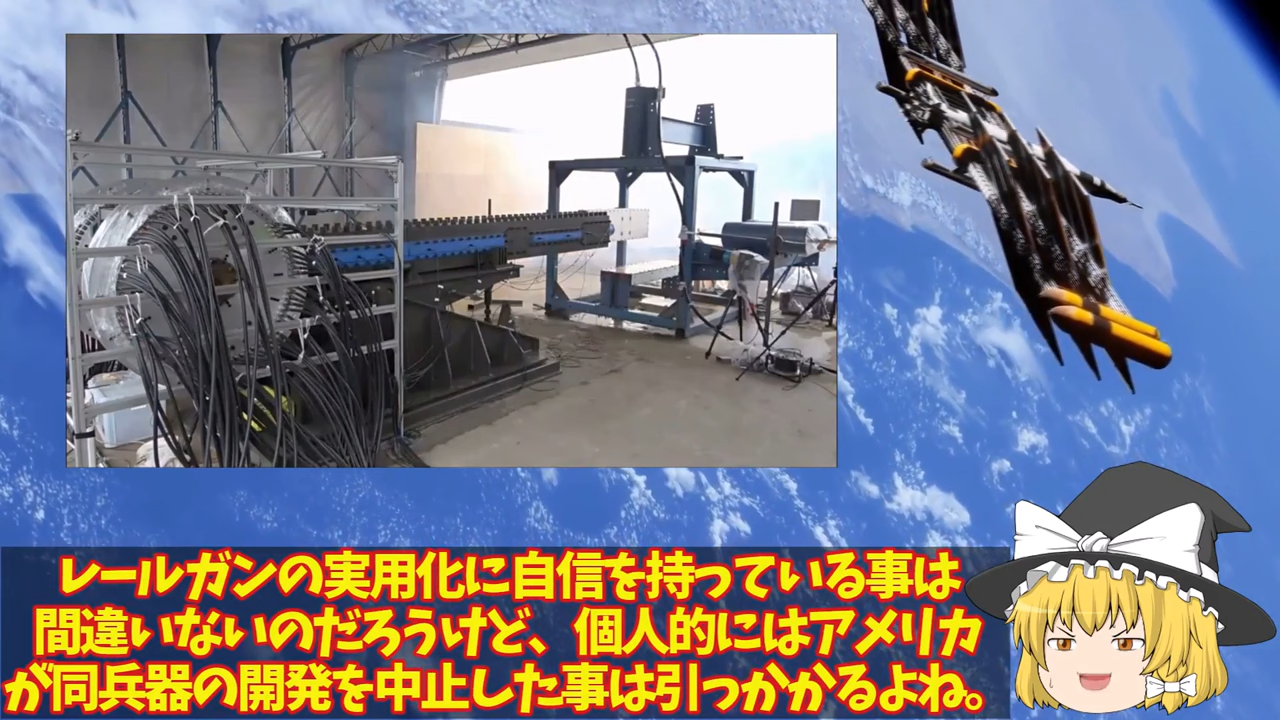 レールガンの実用化に自信を持っている事は
間違いないのだろうけど、個人的にはアメリカ
が同兵器の開発を中止した事は引っかかるよね。